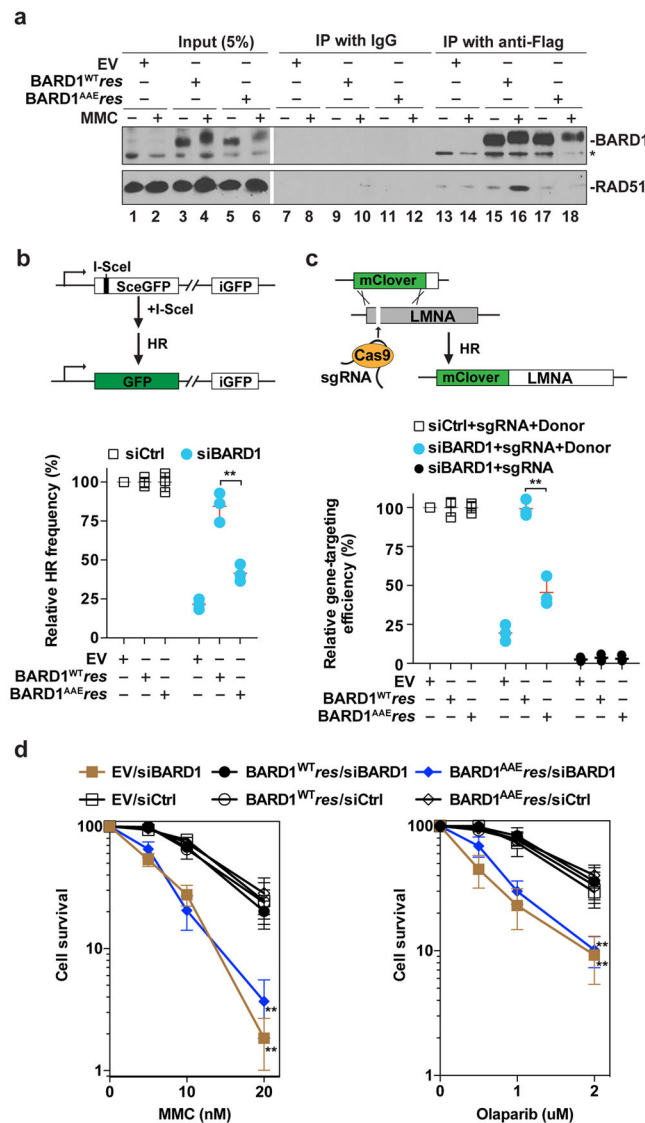 a
Input (5%) IP with IgG IP with anti-Flag
EV + – – + – – + – –
BARD1WTres – + – – + – – + –
BARD1AAEres – – + – – + – – +
MMC – + – + – + – + – + – + – + – + – +
-BARD1
*
-RAD51
1 2 3 4 5 6 7 8 9 10 11 12 13 14 15 16 17 18
b
I-SceI
SceGFP iGFP
+I-SceI
HR
GFP iGFP
siCtrl siBARD1
Relative HR frequency (%)
100
75
50
25
0
**
EV + – – + – –
BARD1WTres – + – – + –
BARD1AAEres – – + – – +
c
mClover
LMNA
Cas9
sgRNA
HR
mClover LMNA
siCtrl+sgRNA+Donor
siBARD1+sgRNA+Donor
siBARD1+sgRNA
Relative gene-targeting
efficiency (%)
100
75
50
25
0
**
EV + – – + – – + – –
BARD1WTres – + – – + – – + –
BARD1AAEres – – + – – + – – +
d
EV/siBARD1 BARD1WTres/siBARD1 BARD1AAEres/siBARD1
EV/siCtrl BARD1WTres/siCtrl BARD1AAEres/siCtrl
Cell survival
100
10
1
**
**
0 10 20
MMC (nM)
Cell survival
100
10
1
**
**
0 1 2
Olaparib (uM)